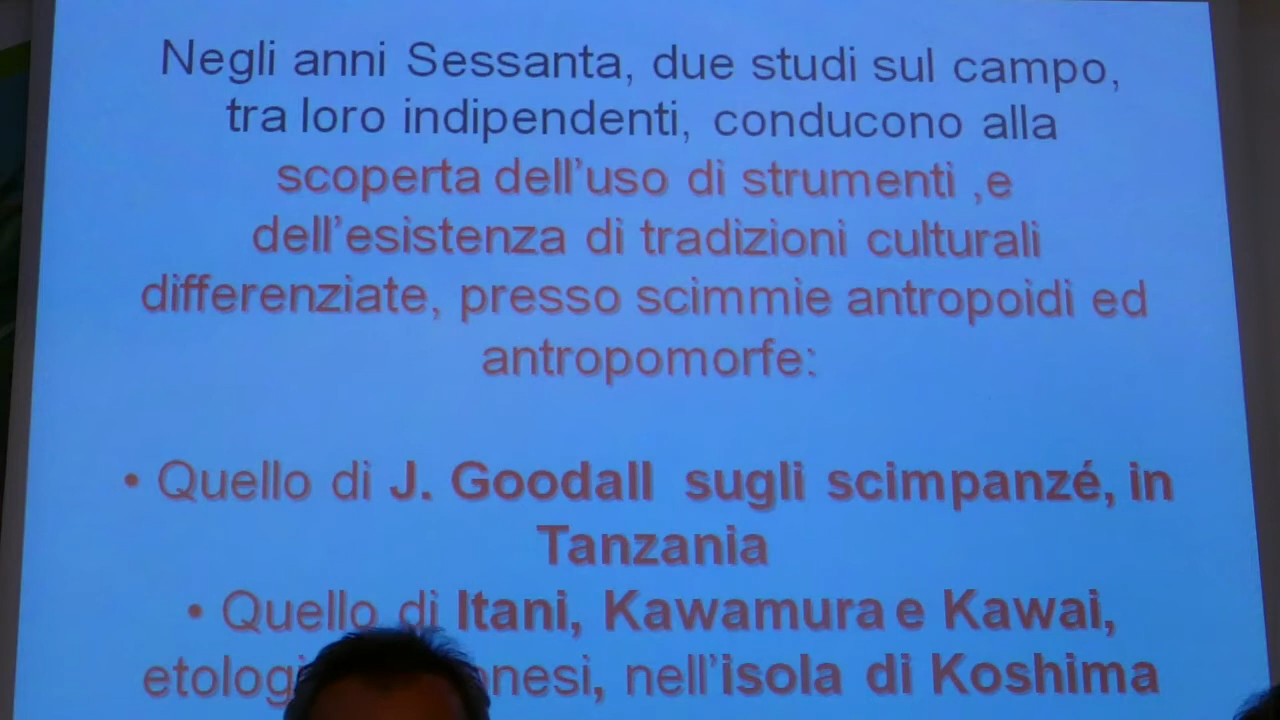 Negli anni Sessanta, due studi sul campo,
tra loro indipendenti, conducono alla
scoperta dell'uso di strumenti ,e
dell'esistenza di tradizioni culturali
differenziate, presso scimmie antropoidi ed
antropomorfe:
• Quello di J. Goodall sugli scimpanzé, in
Tanzania
• Quello di Itani, Kawamura e Kawai,
nell'isola di Koshima